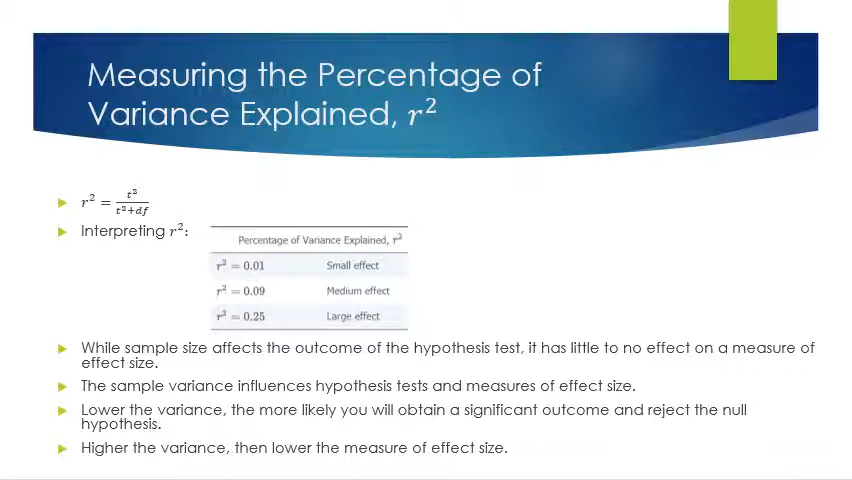 Measuring the Percentage of
Variance Explained, r²
r² = t²/(t²+df)
Interpreting r²:
Percentage of Variance Explained, r²
r² = 0.01 Small effect
r² = 0.09 Medium effect
r² = 0.25 Large effect
While sample size affects the outcome of the hypothesis test, it has little to no effect on a measure of
effect size.
The sample variance influences hypothesis tests and measures of effect size.
Lower the variance, the more likely you will obtain a significant outcome and reject the null
hypothesis.
Higher the variance, then lower the measure of effect size.